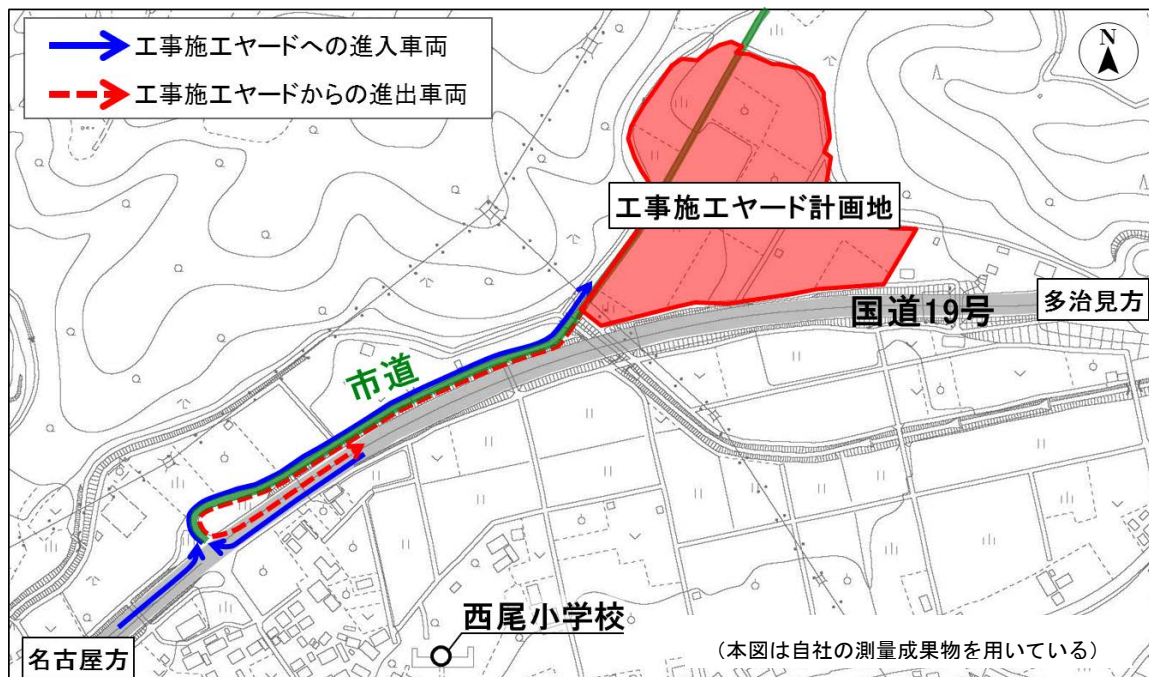 工事施工ヤードへの進入車両
工事施工ヤードからの進出車両
N
工事施工ヤード計画地
国道19号
多治見方
市道
西尾小学校
名古屋方
(本図は自社の測量成果物を用いている)